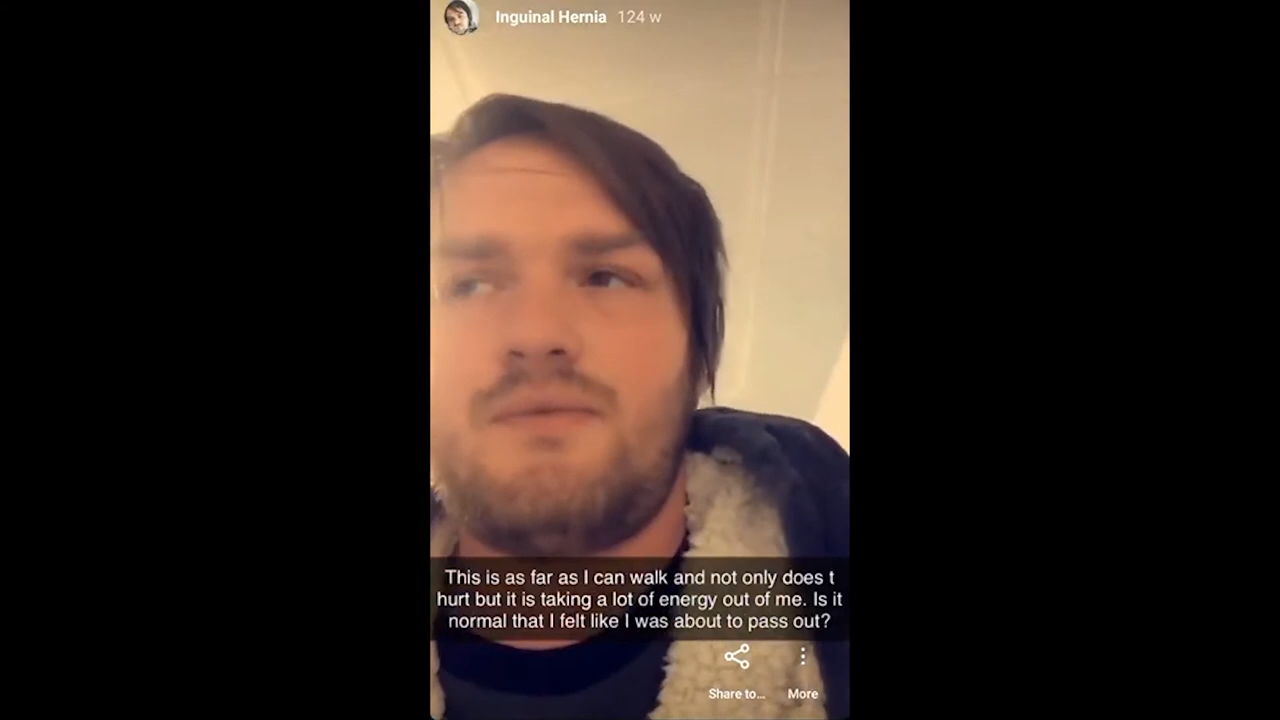 Inguinal Hernia 124 w
This is as far as I can walk and not only does t
hurt but it is taking a lot of energy out of me. Is it
normal that I felt like I was about to pass out?
Share to... More